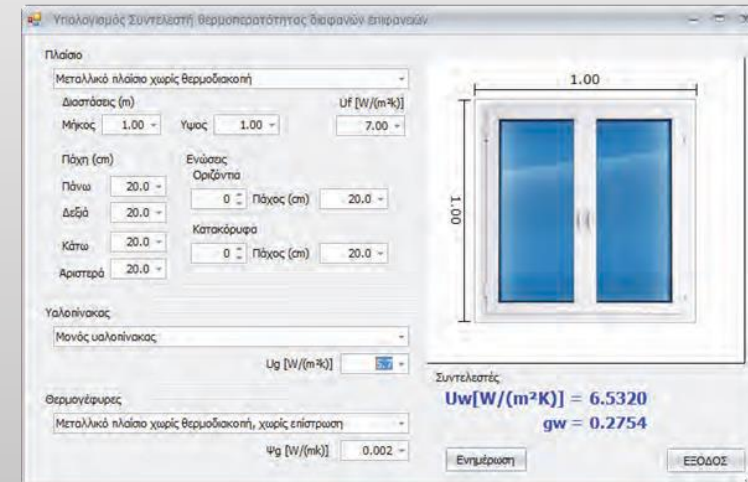 Υπολογισμός Συντελεστή θερμοπερατότητας διαφανών επιφανειών
Πλαίσιο
Μεταλλικό πλαίσιο χωρίς θερμοδιακοπή
Διαστάσεις (m)
Uf [W/(m²k)]
Μήκος 1.00 Υψος 1.00 7.00
Πάχη (cm)
Ενώσεις
Οριζόντια
Πάνω 20.0
0 Πάχος (cm) 20.0
Δεξιά 20.0
Κατακόρυφα
Κάτω 20.0
0 Πάχος (cm) 20.0
Αριστερά 20.0
Υαλοπίνακας
Μονός υαλοπίνακας
Ug [W/(m²k)] 5.7
Θερμογέφυρες
Μεταλλικό πλαίσιο χωρίς θερμοδιακοπή, χωρίς επίστρωση
Ψg [W/(mk)] 0.002
1.00
1.00
Συντελεστές
Uw[W/(m²K)] = 6.5320
gw = 0.2754
Ενημέρωση ΕΞΟΔΟΣ